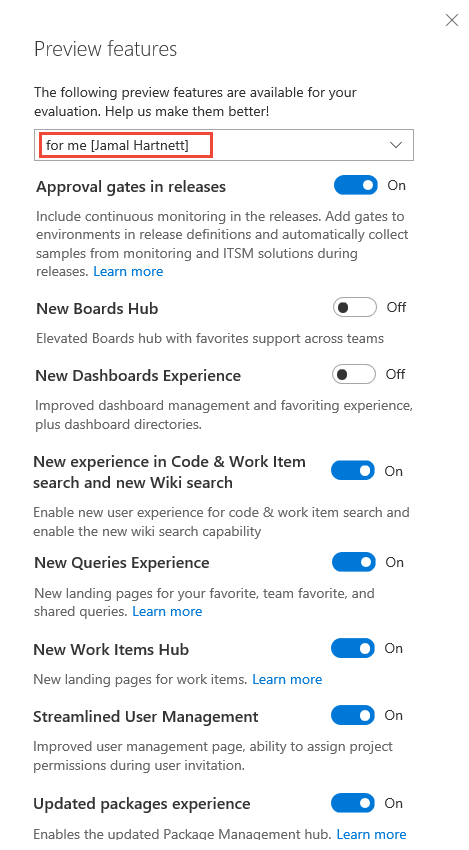 Preview features
The following preview features are available for your
evaluation. Help us make them better!
for me [Jamal Hartnett]
Approval gates in releases On
Include continuous monitoring in the releases. Add gates to
environments in release definitions and automatically collect
samples from monitoring and ITSM solutions during
releases. Learn more
New Boards Hub Off
Elevated Boards hub with favorites support across teams
New Dashboards Experience Off
Improved dashboard management and favoriting experience,
plus dashboard directories.
New experience in Code & Work Item
search and new Wiki search On
Enable new user experience for code & work item search and
enable the new wiki search capability
New Queries Experience On
New landing pages for your favorite, team favorite, and
shared queries. Learn more
New Work Items Hub On
New landing pages for work items. Learn more
Streamlined User Management On
Improved user management page, ability to assign project
permissions during user invitation.
Updated packages experience On
Enables the updated Package Management hub. Learn more